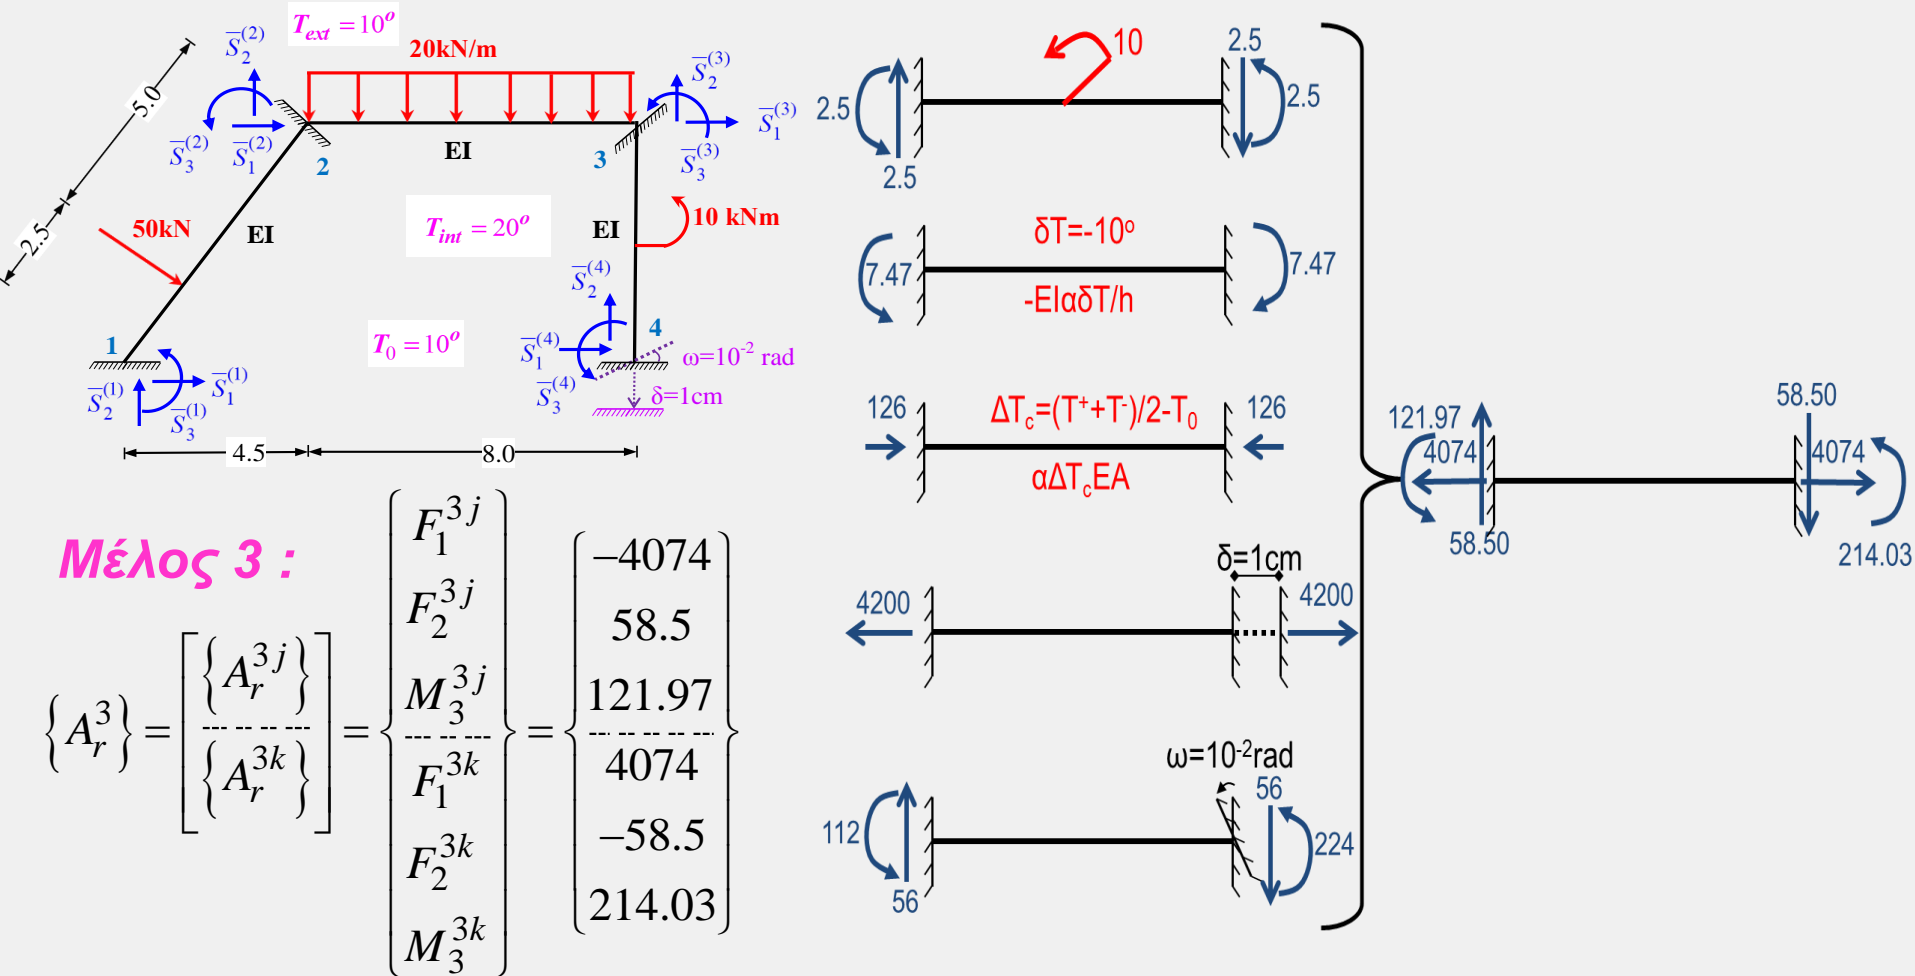 T_ext = 10°
20kN/m
S̄₂⁽²⁾
S̄₃⁽²⁾
S̄₁⁽²⁾
2
EI
3
S̄₂⁽³⁾
S̄₁⁽³⁾
S̄₃⁽³⁾
5.0
2.5
50kN
EI
T_int = 20°
EI
10 kNm
S̄₂⁽⁴⁾
S̄₁⁽⁴⁾
S̄₃⁽⁴⁾
4
1
T₀ = 10°
ω=10⁻² rad
δ=1cm
S̄₂⁽¹⁾
S̄₁⁽¹⁾
S̄₃⁽¹⁾
4.5
8.0
Μέλος 3 :
{A_r^3} = [{A_r^{3j}} --- {A_r^{3k}}] = {F_1^{3j} F_2^{3j} M_3^{3j} --- F_1^{3k} F_2^{3k} M_3^{3k}} = {−4074 58.5 121.97 --- 4074 −58.5 214.03}
10
2.5
2.5
2.5
2.5
δT=-10º
7.47
7.47
-EIαδT/h
126
ΔT_c=(T⁺+T⁻)/2-T₀
126
αΔT_cEA
δ=1cm
4200
4200
ω=10⁻²rad
56
112
224
56
121.97
4074
58.50
58.50
4074
214.03